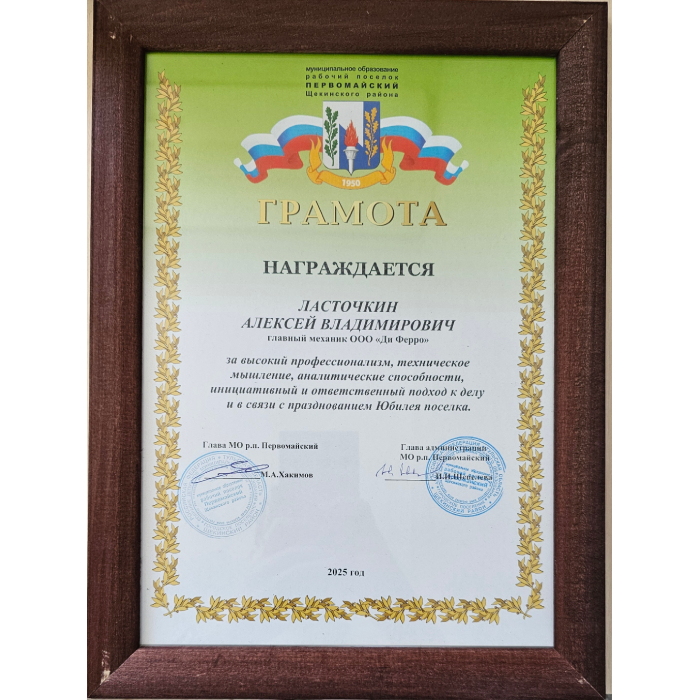 муниципальное образование
рабочий поселок
ПЕРВОМАЙСКИЙ
Щекинского района
1950
ГРАМОТА
НАГРАЖДАЕТСЯ
ЛАСТОЧКИН
АЛЕКСЕЙ ВЛАДИМИРОВИЧ
главный механик ООО «Ди Ферро»
за высокий профессионализм, техническое
мышление, аналитические способности,
инициативный и ответственный подход к делу
и в связи с празднованием Юбилея поселка.
Глава МО р.п. Первомайский
М.А.Хакимов
Глава администрации
МО р.п. Первомайский
И.И.Шепелева
2025 год